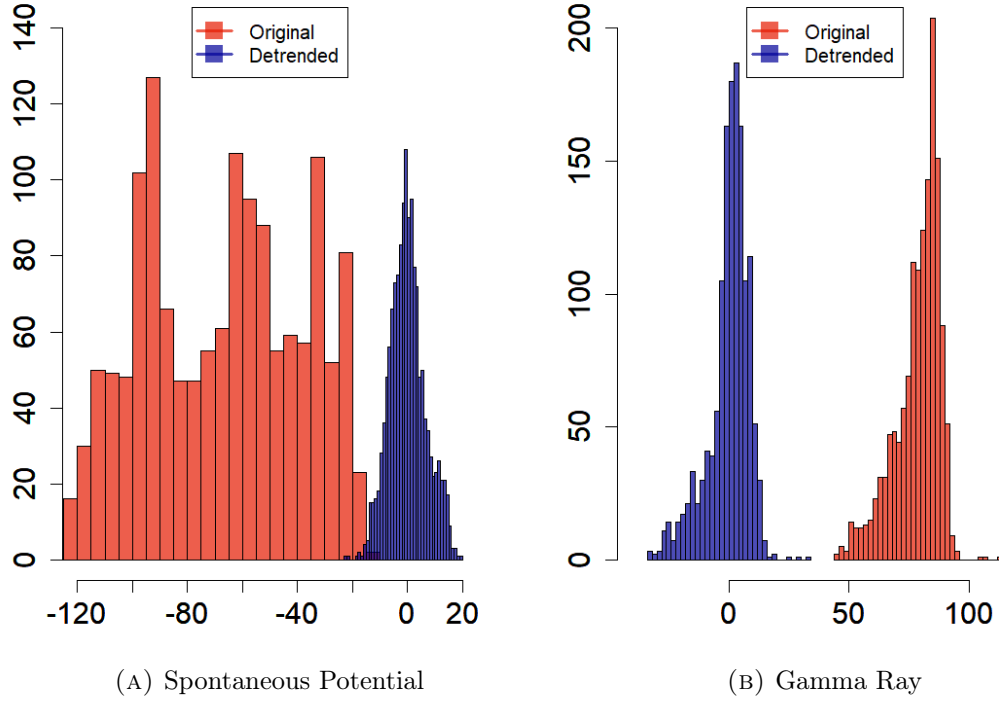 Original
Detrended
140
120
100
80
60
40
20
0
-120 -80 -40 0 20
(A) Spontaneous Potential
Original
Detrended
200
150
100
50
0
0 50 100
(B) Gamma Ray